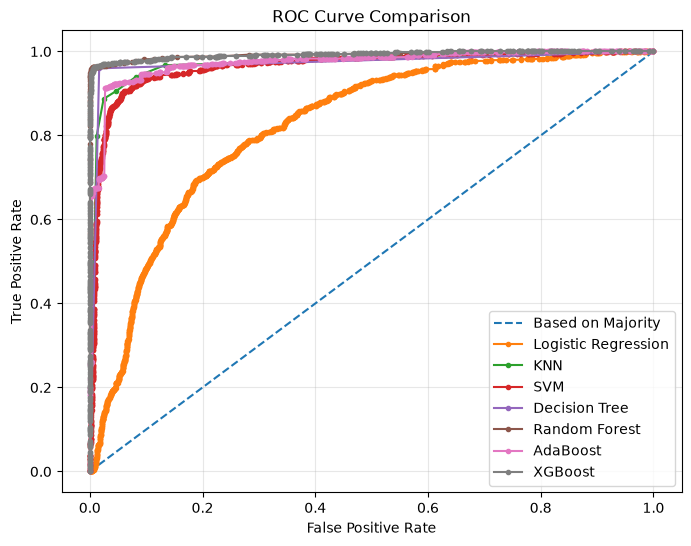 ROC Curve Comparison
True Positive Rate
1.0
0.8
0.6
0.4
0.2
0.0
Based on Majority
Logistic Regression
KNN
SVM
Decision Tree
Random Forest
AdaBoost
XGBoost
0.0 0.2 0.4 0.6 0.8 1.0
False Positive Rate